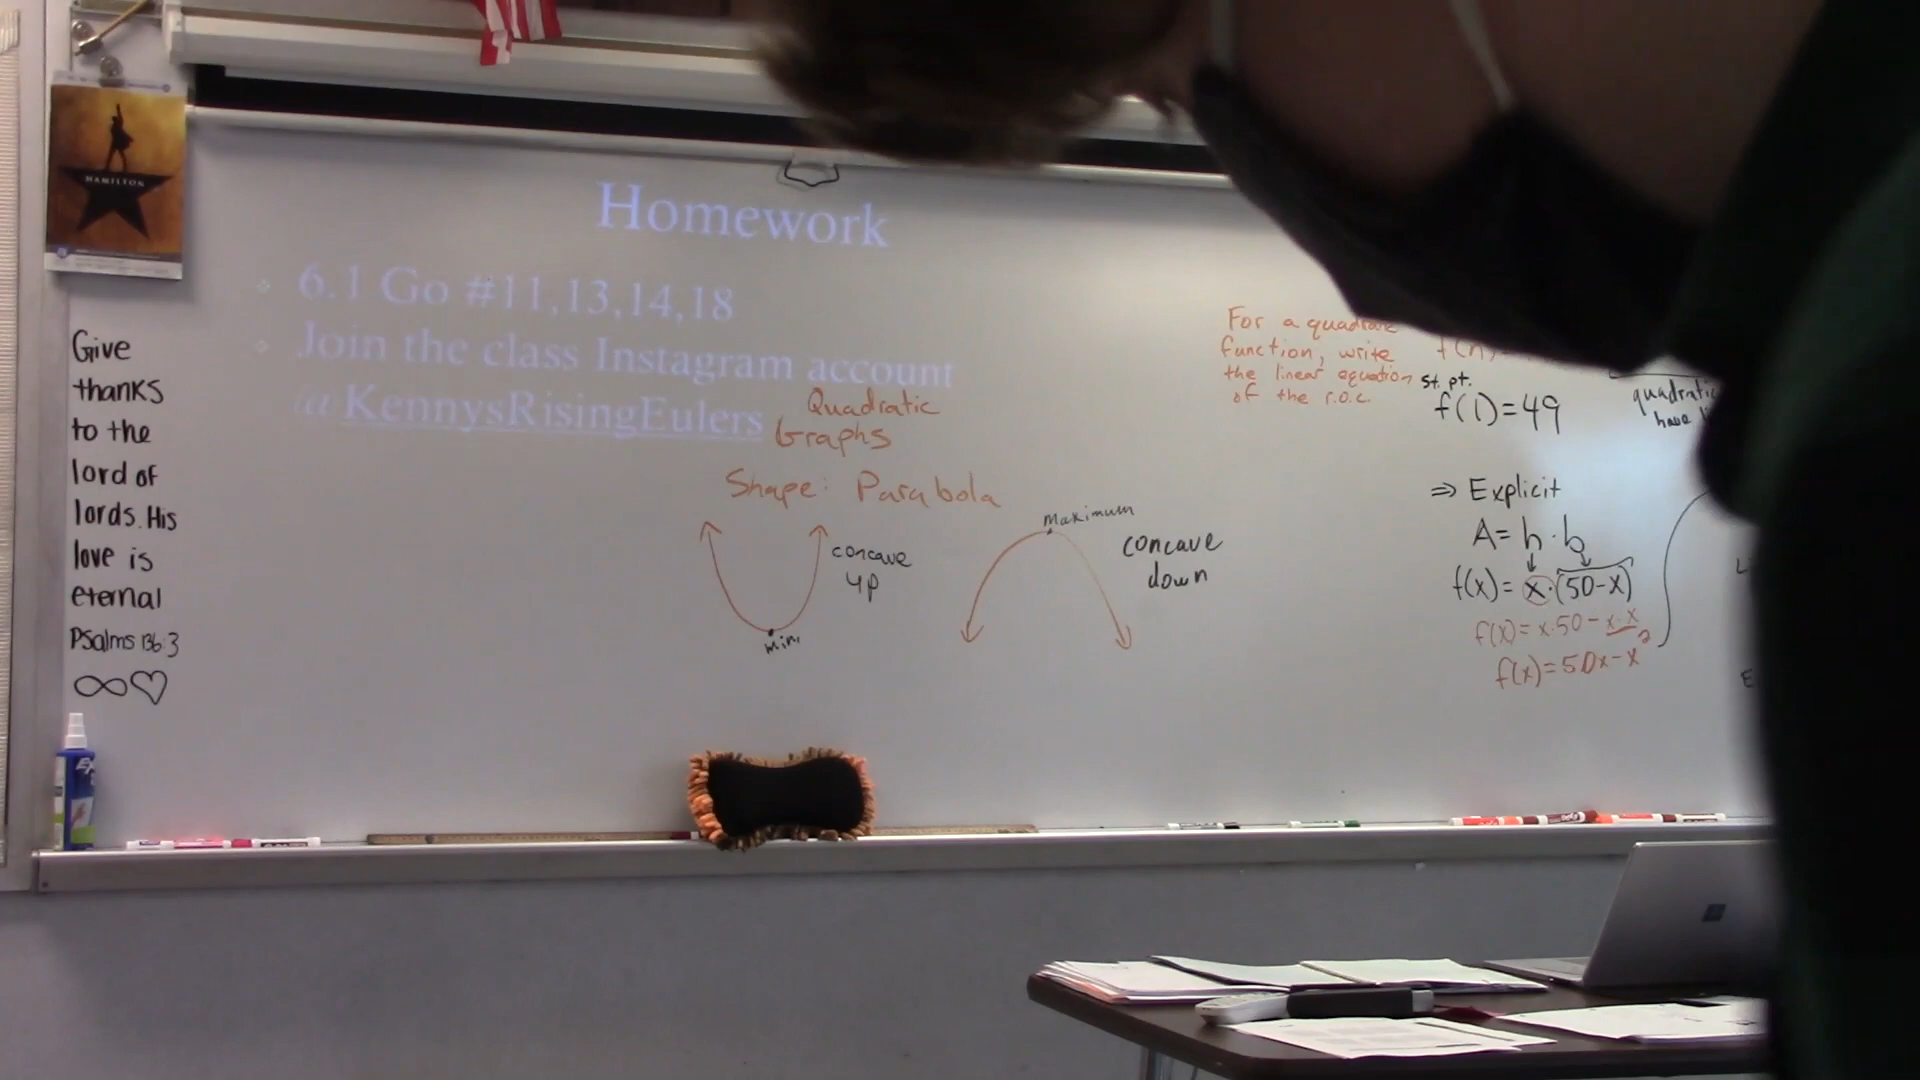 HAMILTON
Homework
6.1 Go #11,13,14,18
Join the class Instagram account
@KennysRisingEulers
Give
thanks
to the
lord of
lords. His
love is
eternal
Psalms 136:3
Quadratic
Graphs
Shape: Parabola
concave
up
min.
maximum
concave
down
For a quadratic
function, write
the linear equation
of the r.o.c.
st. pt.
f(1)=49
quadratic
have
⇒ Explicit
A= h · b
f(x)= x·(50-x)
f(x)= x·50 - x·x
f(x)=50x-x²